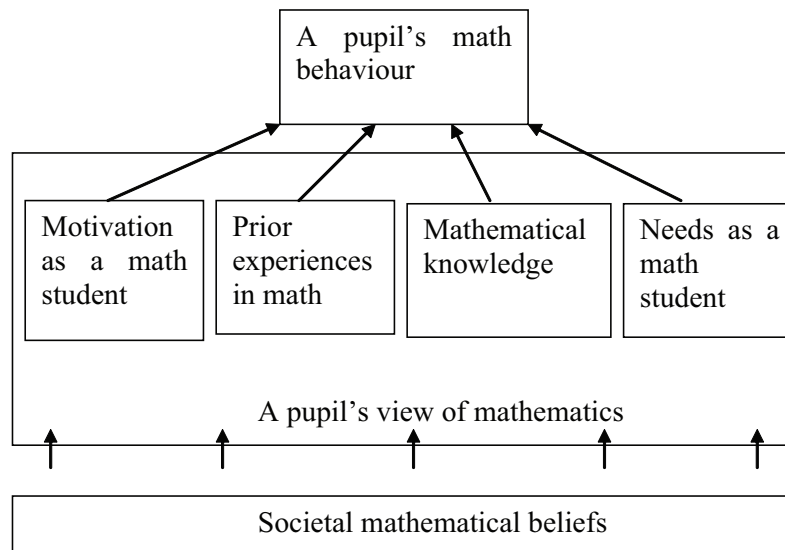 A pupil’s math
behaviour
Motivation
as a math
student
Prior
experiences
in math
Mathematical
knowledge
Needs as a
math
student
A pupil’s view of mathematics
Societal mathematical beliefs